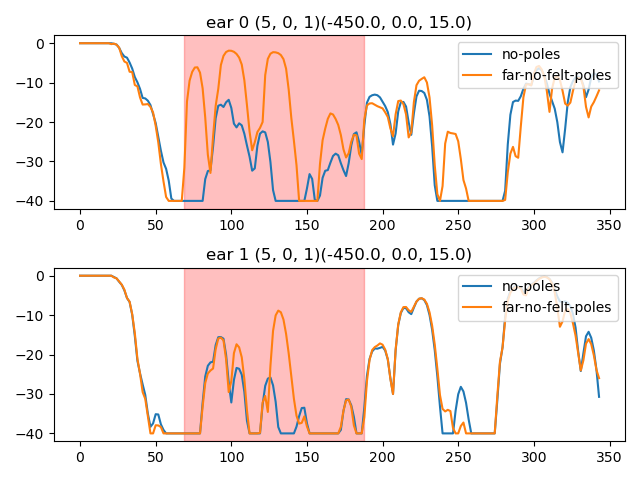 ear 0 (5, 0, 1)(-450.0, 0.0, 15.0)
0
−10
−20
−30
−40
no-poles
far-no-felt-poles
0 50 100 150 200 250 300 350
ear 1 (5, 0, 1)(-450.0, 0.0, 15.0)
0
−10
−20
−30
−40
no-poles
far-no-felt-poles
0 50 100 150 200 250 300 350